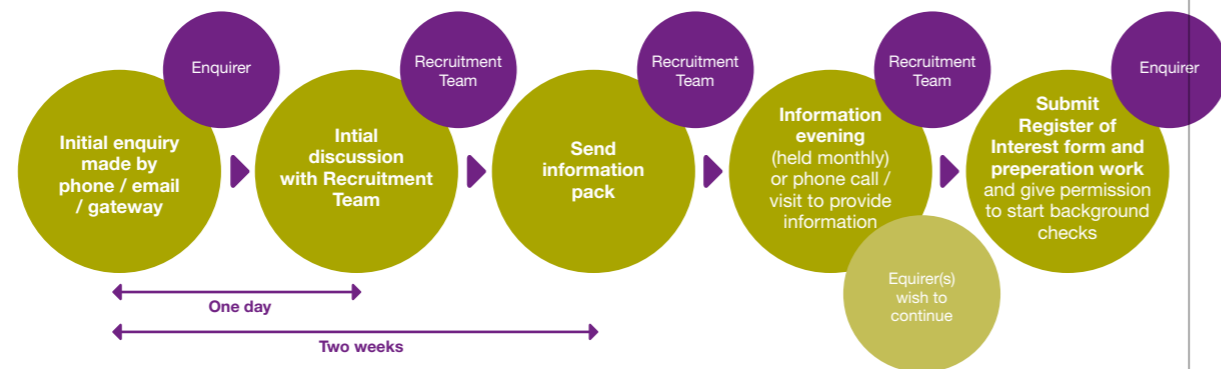 Enquirer
Initial enquiry
made by
phone / email
/ gateway
Recruitment
Team
Intial
discussion
with Recruitment
Team
Recruitment
Team
Send
information
pack
Recruitment
Team
Information
evening
(held monthly)
or phone call /
visit to provide
information
Equirer(s)
wish to
continue
Enquirer
Submit
Register of
Interest form and
preperation work
and give permission
to start background
checks
One day
Two weeks